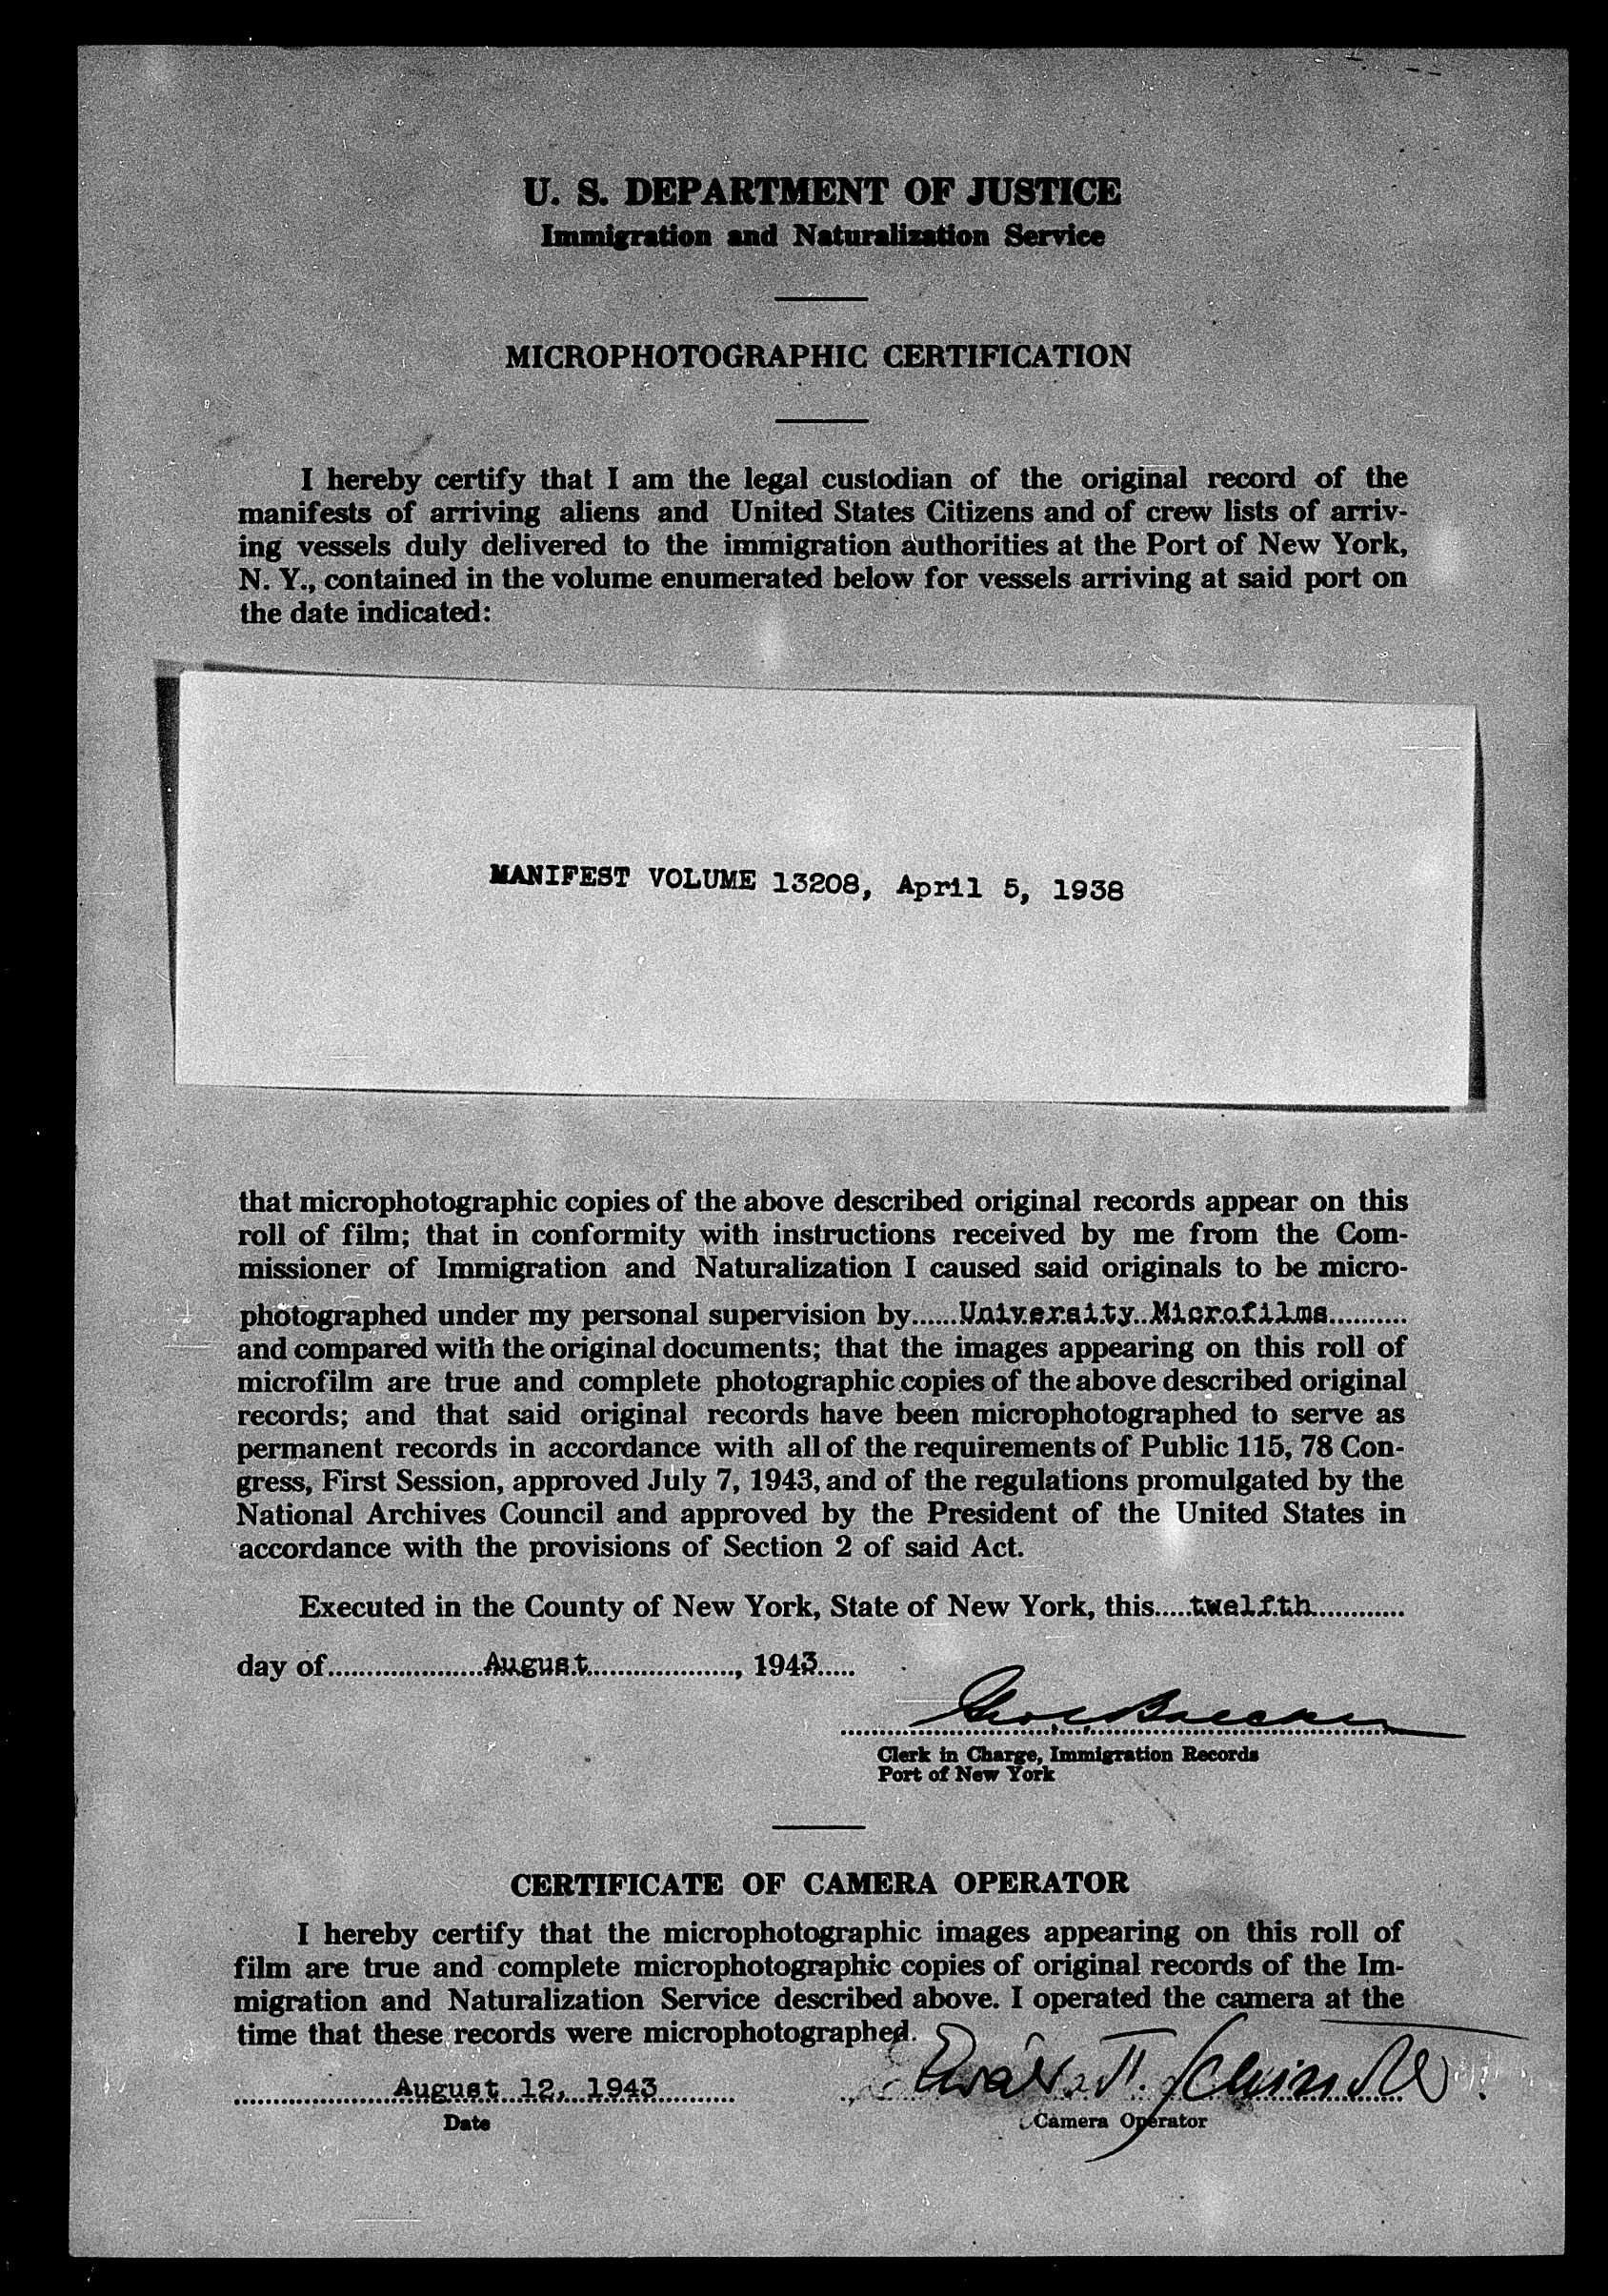 U. S. DEPARTMENT OF JUSTICE
Immigration and Naturalization Service
MICROPHOTOGRAPHIC CERTIFICATION
I hereby certify that I am the legal custodian of the original record of the
manifests of arriving aliens and United States Citizens and of crew lists of arriv-
ing vessels duly delivered to the immigration authorities at the Port of New York,
N. Y., contained in the volume enumerated below for vessels arriving at said port on
the date indicated:
MANIFEST VOLUME 13208, April 5, 1938
that microphotographic copies of the above described original records appear on this
roll of film; that in conformity with instructions received by me from the Com-
missioner of Immigration and Naturalization I caused said originals to be micro-
photographed under my personal supervision by......University Microfilms..........
and compared with the original documents; that the images appearing on this roll of
microfilm are true and complete photographic copies of the above described original
records; and that said original records have been microphotographed to serve as
permanent records in accordance with all of the requirements of Public 115, 78 Con-
gress, First Session, approved July 7, 1943, and of the regulations promulgated by the
National Archives Council and approved by the President of the United States in
accordance with the provisions of Section 2 of said Act.
Executed in the County of New York, State of New York, this.....twelfth............
day of.....................August...................., 1943.....
Clerk in Charge, Immigration Records
Port of New York
CERTIFICATE OF CAMERA OPERATOR
I hereby certify that the microphotographic images appearing on this roll of
film are true and complete microphotographic copies of original records of the Im-
migration and Naturalization Service described above. I operated the camera at the
time that these records were microphotographed.
August 12, 1943
Date
Camera Operator